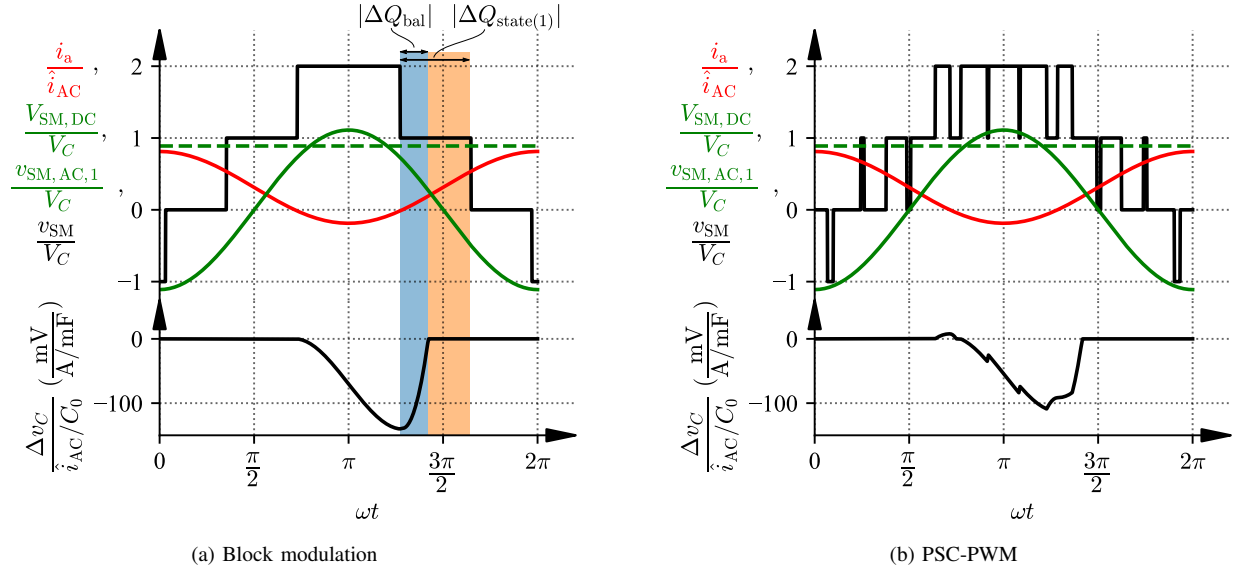 |ΔQ_bal| |ΔQ_state(1)|
i_a / î_AC ,
V_SM, DC / V_C ,
v_SM, AC, 1 / V_C ,
v_SM / V_C
2
1
0
−1
Δv_C / î_AC/C_0 ( mV / A/mF )
0
−100
0 π/2 π 3π/2 2π
ωt
(a) Block modulation
i_a / î_AC ,
V_SM, DC / V_C ,
v_SM, AC, 1 / V_C ,
v_SM / V_C
2
1
0
−1
Δv_C / î_AC/C_0 ( mV / A/mF )
0
−100
0 π/2 π 3π/2 2π
ωt
(b) PSC-PWM